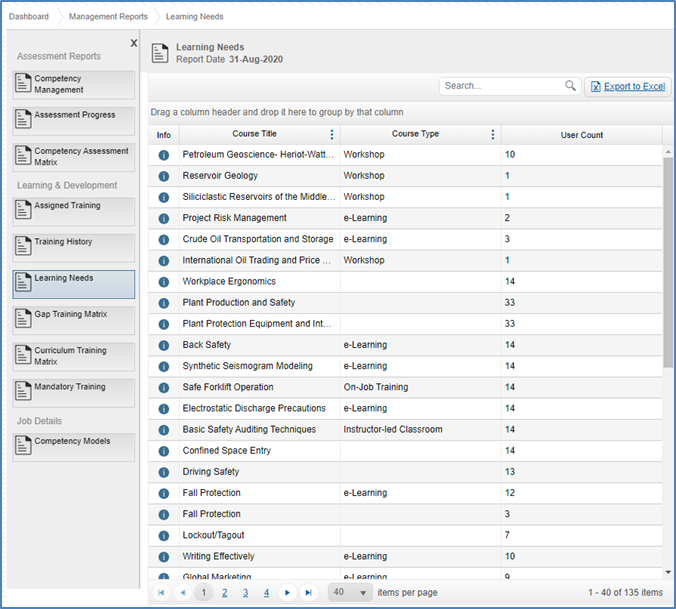 Dashboard Management Reports Learning Needs
X
Assessment Reports
Competency
Management
Assessment Progress
Competency Assessment
Matrix
Learning & Development
Assigned Training
Training History
Learning Needs
Gap Training Matrix
Curriculum Training
Matrix
Mandatory Training
Job Details
Competency Models
Learning Needs
Report Date 31-Aug-2020
Search... Export to Excel
Drag a column header and drop it here to group by that column
Info Course Title Course Type User Count
Petroleum Geoscience- Heriot-Watt... Workshop 10
Reservoir Geology Workshop 1
Siliciclastic Reservoirs of the Middle... Workshop 1
Project Risk Management e-Learning 2
Crude Oil Transportation and Storage e-Learning 3
International Oil Trading and Price ... Workshop 1
Workplace Ergonomics 14
Plant Production and Safety 33
Plant Protection Equipment and Int... 33
Back Safety e-Learning 14
Synthetic Seismogram Modeling e-Learning 14
Safe Forklift Operation On-Job Training 14
Electrostatic Discharge Precautions e-Learning 14
Basic Safety Auditing Techniques Instructor-led Classroom 14
Confined Space Entry 14
Driving Safety 13
Fall Protection e-Learning 12
Fall Protection 3
Lockout/Tagout 7
Writing Effectively e-Learning 10
Global Marketing e-Learning 9
1 2 3 4 40 items per page 1 - 40 of 135 items